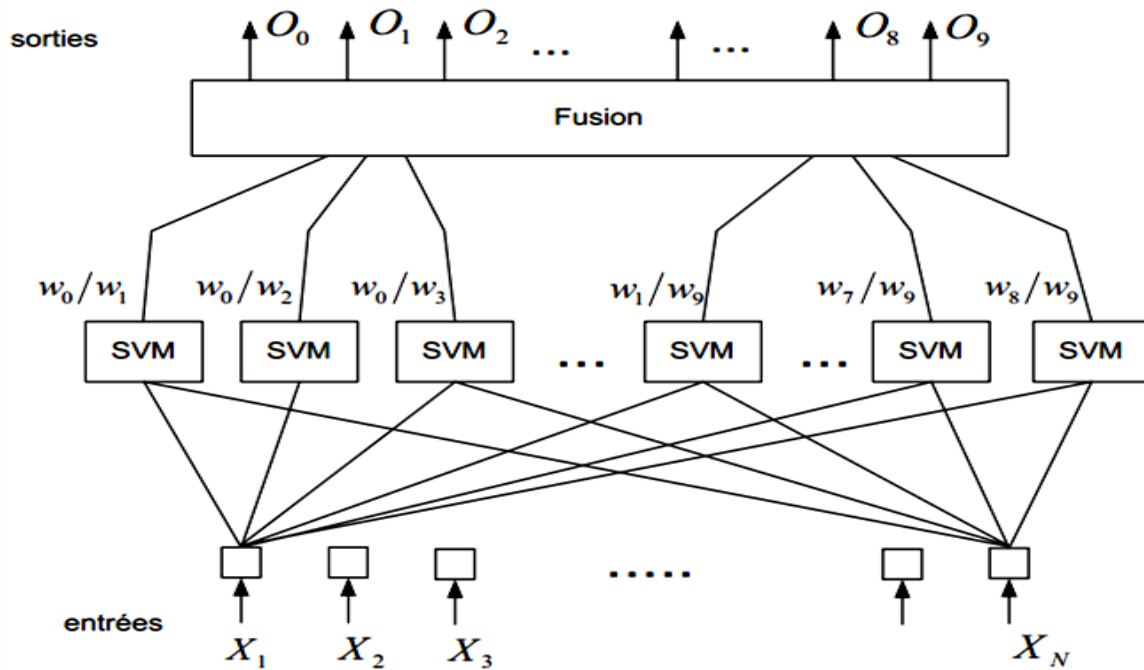 sorties O₀ O₁ O₂ ... ... O₈ O₉
Fusion
w₀/w₁ w₀/w₂ w₀/w₃ w₁/w₉ w₇/w₉ w₈/w₉
SVM SVM SVM ... SVM ... SVM SVM
.....
entrées X₁ X₂ X₃ X_N